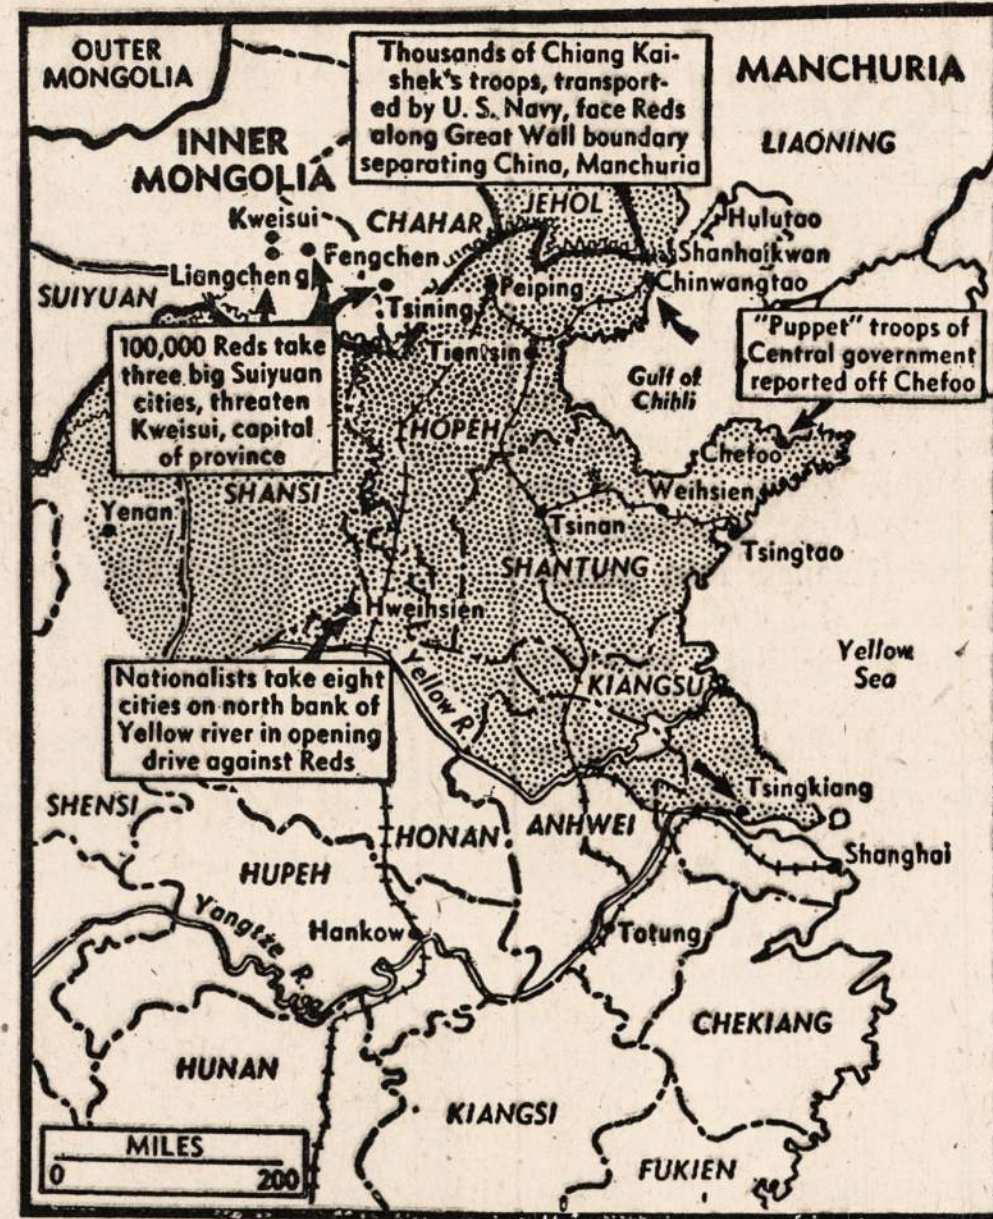 OUTER
MONGOLIA
Thousands of Chiang Kai-
shek's troops, transport-
ed by U. S. Navy, face Reds
along Great Wall boundary
separating China, Manchuria
MANCHURIA
LIAONING
INNER
MONGOLIA
JEHOL
Kweisui
CHAHAR
Hulutao
Fengchen
Shanhaikwan
Liangcheng
Peiping
Chinwangtao
SUIYUAN
Tsining
"Puppet" troops of
Central government
reported off Chefoo
100,000 Reds take
three big Suiyuan
cities, threaten
Kweisui, capital
of province
Tientsin
Gulf of
Chihli
HOPEH
Chefoo
SHANSI
Weihsien
Yenan
Tsinan
Tsingtao
SHANTUNG
Hweihsien
Yellow
Sea
Nationalists take eight
cities on north bank of
Yellow river in opening
drive against Reds
Yellow R.
KIANGSU
Tsingkiang
SHENSI
HONAN
ANHWEI
Shanghai
HUPEH
Yangtze R.
Hankow
Totung
CHEKIANG
HUNAN
KIANGSI
MILES
0 200
FUKIEN